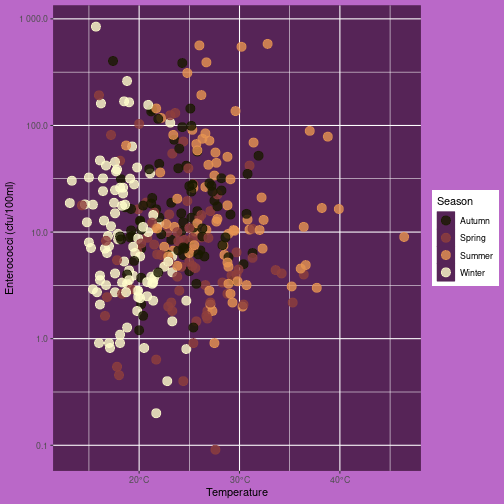 1 000.0
100.0
10.0
1.0
0.1
Enterococci (cfu/100ml)
20°C
30°C
40°C
Temperature
Season
Autumn
Spring
Summer
Winter